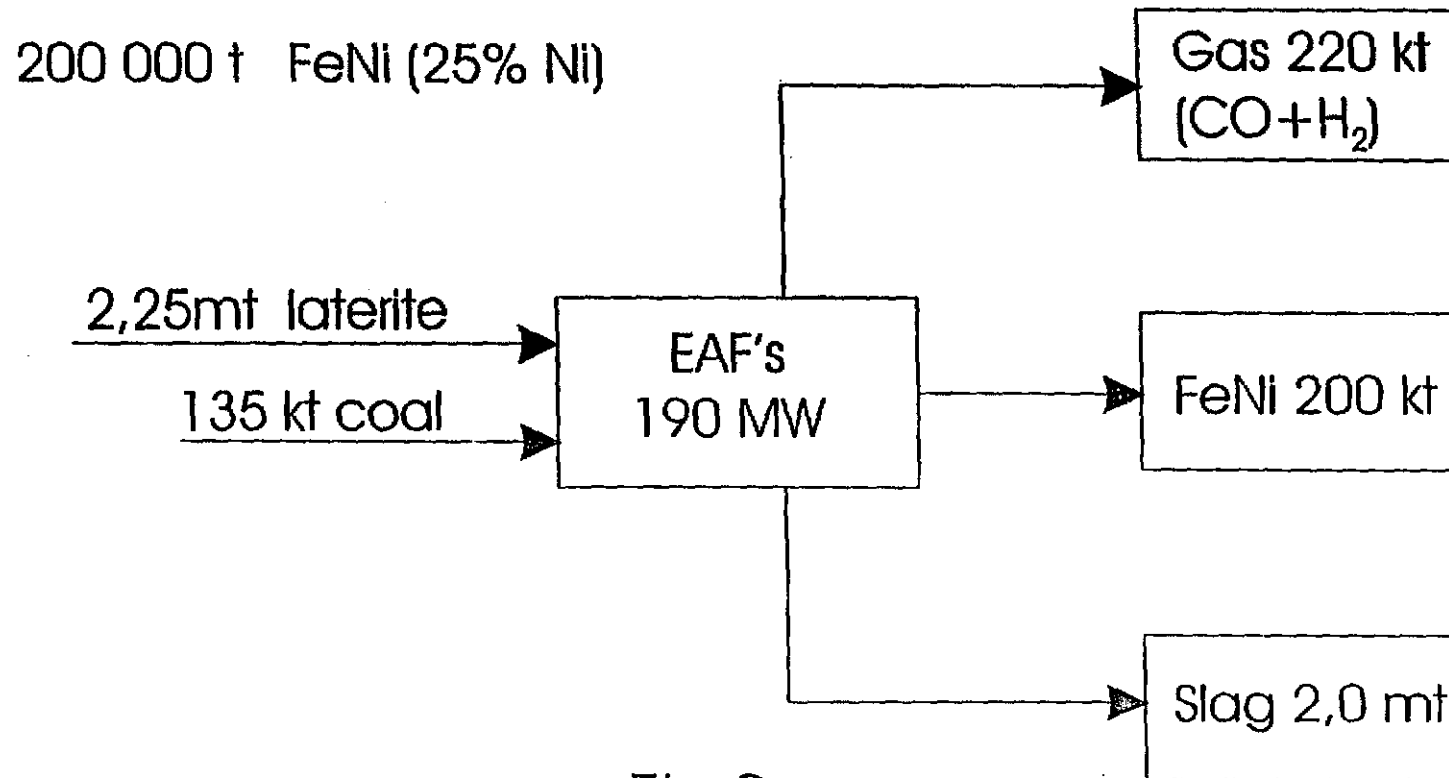 200 000 t FeNi (25% Ni)
Gas 220 kt
(CO+H₂)
2,25mt laterite
135 kt coal
EAF's
190 MW
FeNi 200 kt
Slag 2,0 mt